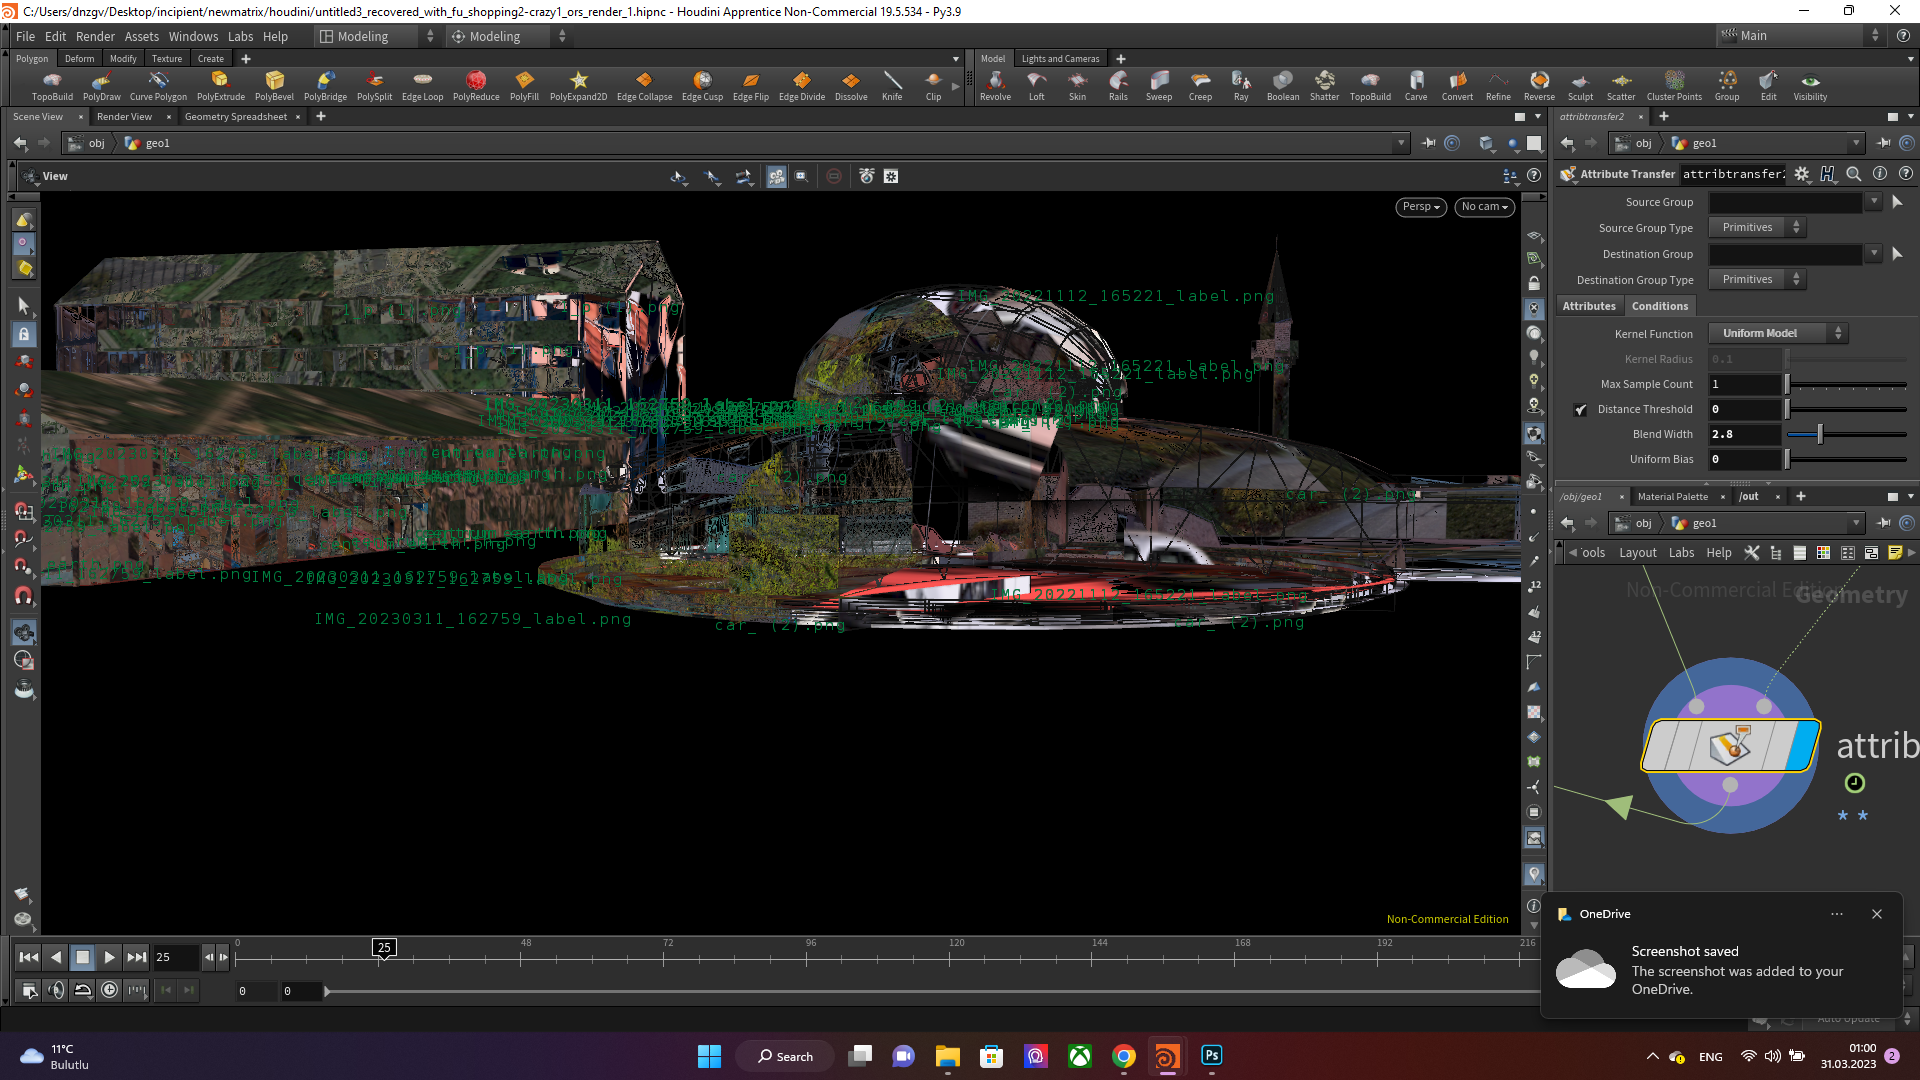 C:/Users/dnzgv/Desktop/incipient/newmatrix/houdini/untitled3_recovered_with_fu_shopping2-crazy1_ors_render_1.hipnc - Houdini Apprentice Non-Commercial 19.5.534 - Py3.9
File Edit Render Assets Windows Labs Help Modeling Modeling Main
Polygon Deform Modify Texture Create Model Lights and Cameras
TopoBuild PolyDraw Curve Polygon PolyExtrude PolyBevel PolyBridge PolySplit Edge Loop PolyReduce PolyFill PolyExpand2D Edge Collapse Edge Cusp Edge Flip Edge Divide Dissolve Knife Clip Revolve Loft Skin Rails Sweep Creep Ray Boolean Shatter TopoBuild Carve Convert Refine Reverse Sculpt Scatter Cluster Points Group Edit Visibility
Scene View Render View Geometry Spreadsheet attribtransfer2
obj geo1 obj geo1
View
Attribute Transfer attribtransfer2
Persp No cam
Source Group
Source Group Type Primitives
Destination Group
Destination Group Type Primitives
Attributes Conditions
Kernel Function Uniform Model
Kernel Radius 0.1
Max Sample Count 1
Distance Threshold 0
Blend Width 2.8
Uniform Bias 0
IMG_20221112_165221_label.png
IMG_20221112_165221_label.png
IMG_20221112_165221_label.png
car_ (2).png
IMG_20230311_162759_label.png
IMG_20221112_165221_label.png
IMG_20230311_162759_label.png
car_ (2).png
car_ (2).png
/obj/geo1 Material Palette /out
obj geo1
ools Layout Labs Help
Non-Commercial Edition Geometry
attrib
* *
Non-Commercial Edition
OneDrive
Screenshot saved
The screenshot was added to your
OneDrive.
25 0 25 48 72 96 120 144 168 192 216
0 0
Auto Update
11°C
Bulutlu
Search
ENG
01:00
31.03.2023
2